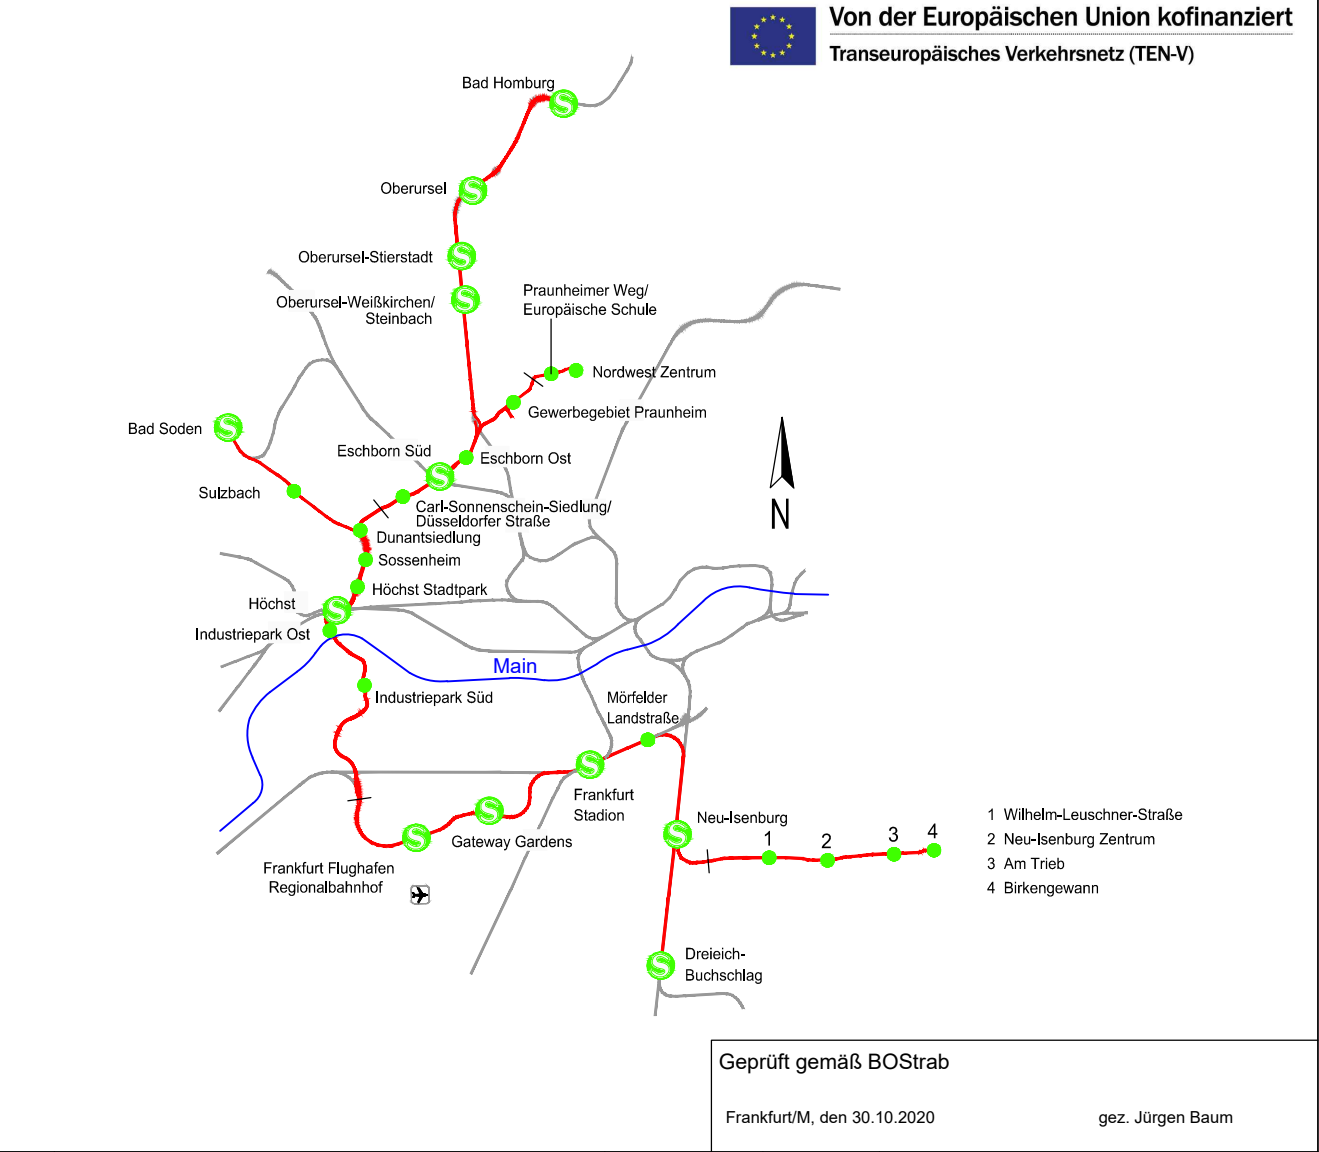 Von der Europäischen Union kofinanziert
Transeuropäisches Verkehrsnetz (TEN-V)
Bad Homburg
Oberursel
Oberursel-Stierstadt
Oberursel-Weißkirchen/
Steinbach
Praunheimer Weg/
Europäische Schule
Nordwest Zentrum
Gewerbegebiet Praunheim
Bad Soden
Eschborn Süd
Eschborn Ost
Sulzbach
Carl-Sonnenschein-Siedlung/
Düsseldorfer Straße
Dunantsiedlung
Sossenheim
Höchst Stadtpark
Höchst
Industriepark Ost
N
Main
Industriepark Süd
Mörfelder
Landstraße
Frankfurt
Stadion
Gateway Gardens
Frankfurt Flughafen
Regionalbahnhof
Neu-Isenburg
1
2
3
4
1 Wilhelm-Leuschner-Straße
2 Neu-Isenburg Zentrum
3 Am Trieb
4 Birkengewann
Dreieich-
Buchschlag
S
S
S
S
S
S
S
S
S
S
S
S
Geprüft gemäß BOStrab
Frankfurt/M, den 30.10.2020 gez. Jürgen Baum